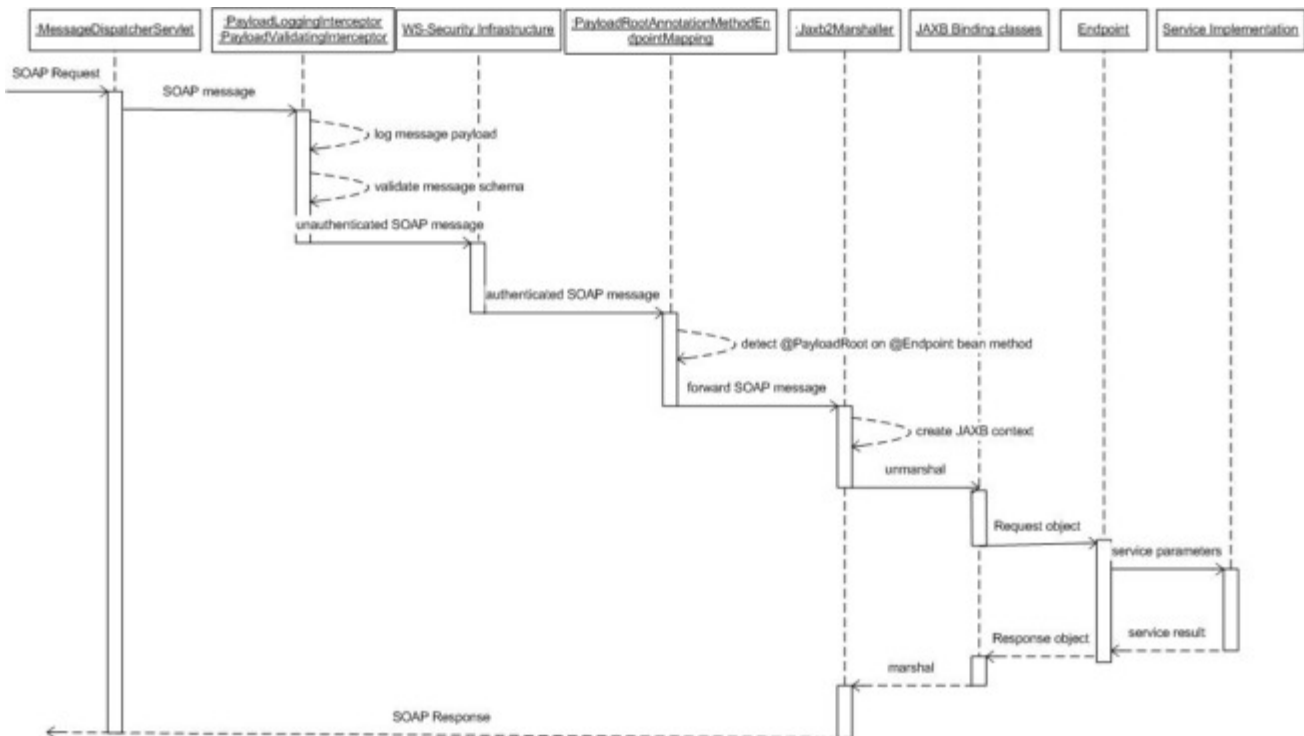 :MessageDispatcherServlet
:PayloadLoggingInterceptor
:PayloadValidatingInterceptor
WS-Security Infrastructure
:PayloadRootAnnotationMethodEn
dpointMapping
:Jaxb2Marshaller
JAXB Binding classes
Endpoint
Service Implementation
SOAP Request
SOAP message
log message payload
validate message schema
unauthenticated SOAP message
authenticated SOAP message
detect @PayloadRoot on @Endpoint bean method
forward SOAP message
create JAXB context
unmarshal
Request object
service parameters
service result
Response object
marshal
SOAP Response